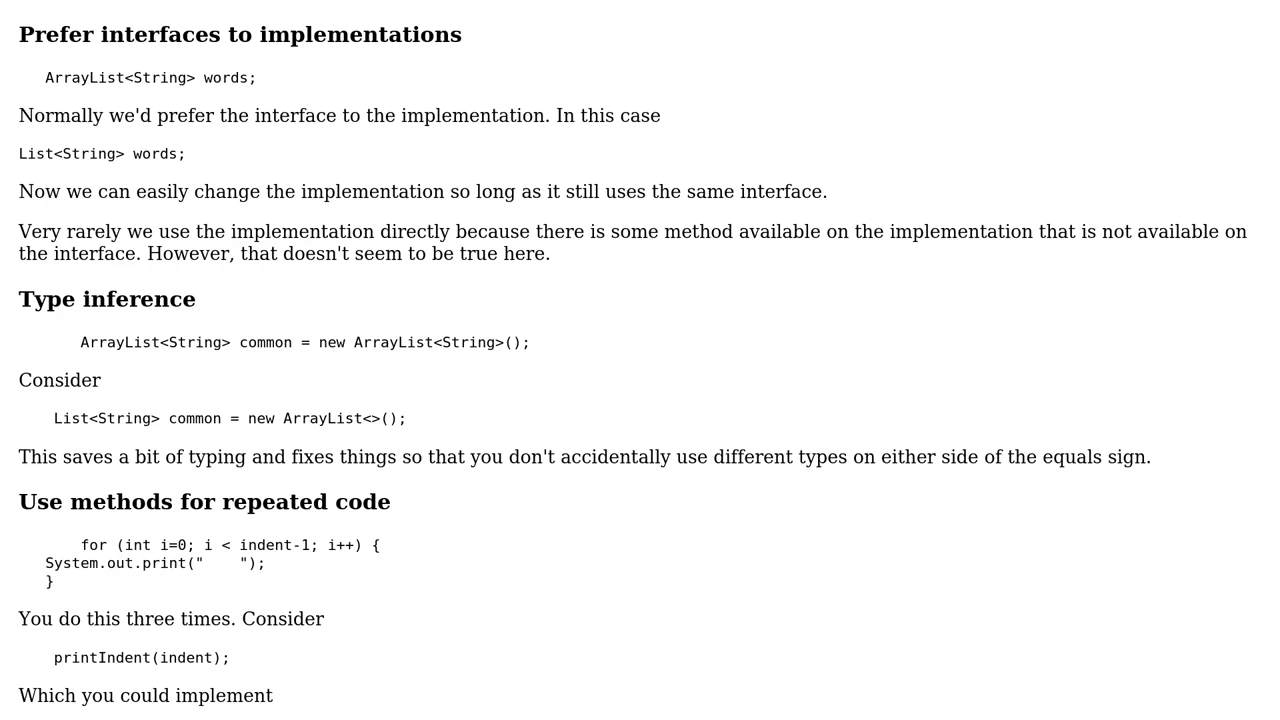 Prefer interfaces to implementations
ArrayList<String> words;
Normally we'd prefer the interface to the implementation. In this case
List<String> words;
Now we can easily change the implementation so long as it still uses the same interface.
Very rarely we use the implementation directly because there is some method available on the implementation that is not available on
the interface. However, that doesn't seem to be true here.
Type inference
ArrayList<String> common = new ArrayList<String>();
Consider
List<String> common = new ArrayList<>();
This saves a bit of typing and fixes things so that you don't accidentally use different types on either side of the equals sign.
Use methods for repeated code
for (int i=0; i < indent-1; i++) {
System.out.print("    ");
}
You do this three times. Consider
printIndent(indent);
Which you could implement